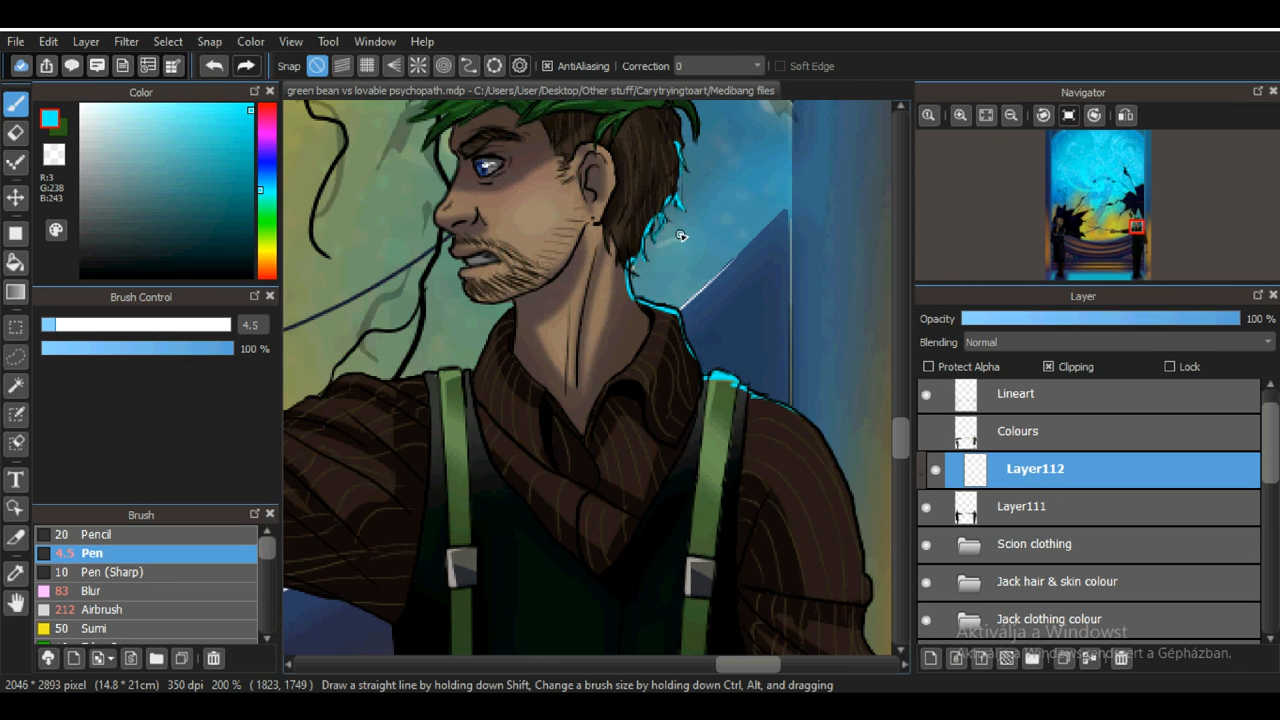 File Edit Layer Filter Select Snap Color View Tool Window Help
Snap AntiAliasing Correction 0 Soft Edge
Color
green bean vs lovable psychopath.mdp - C:/Users/User/Desktop/Other stuff/Carytryingtoart/Medibang files
Navigator
R:3
G:238
B:243
Brush Control
4.5
100 %
Layer
Opacity 100 %
Blending Normal
Protect Alpha Clipping Lock
Lineart
Colours
Layer112
Layer111
Scion clothing
Jack hair & skin colour
Jack clothing colour
Brush
20 Pencil
4.5 Pen
10 Pen (Sharp)
83 Blur
212 Airbrush
50 Sumi
Aktiválja a Windowst
2046 * 2893 pixel (14.8 * 21cm) 350 dpi 200 % ( 1823, 1749 ) Draw a straight line by holding down Shift, Change a brush size by holding down Ctrl, Alt, and dragging